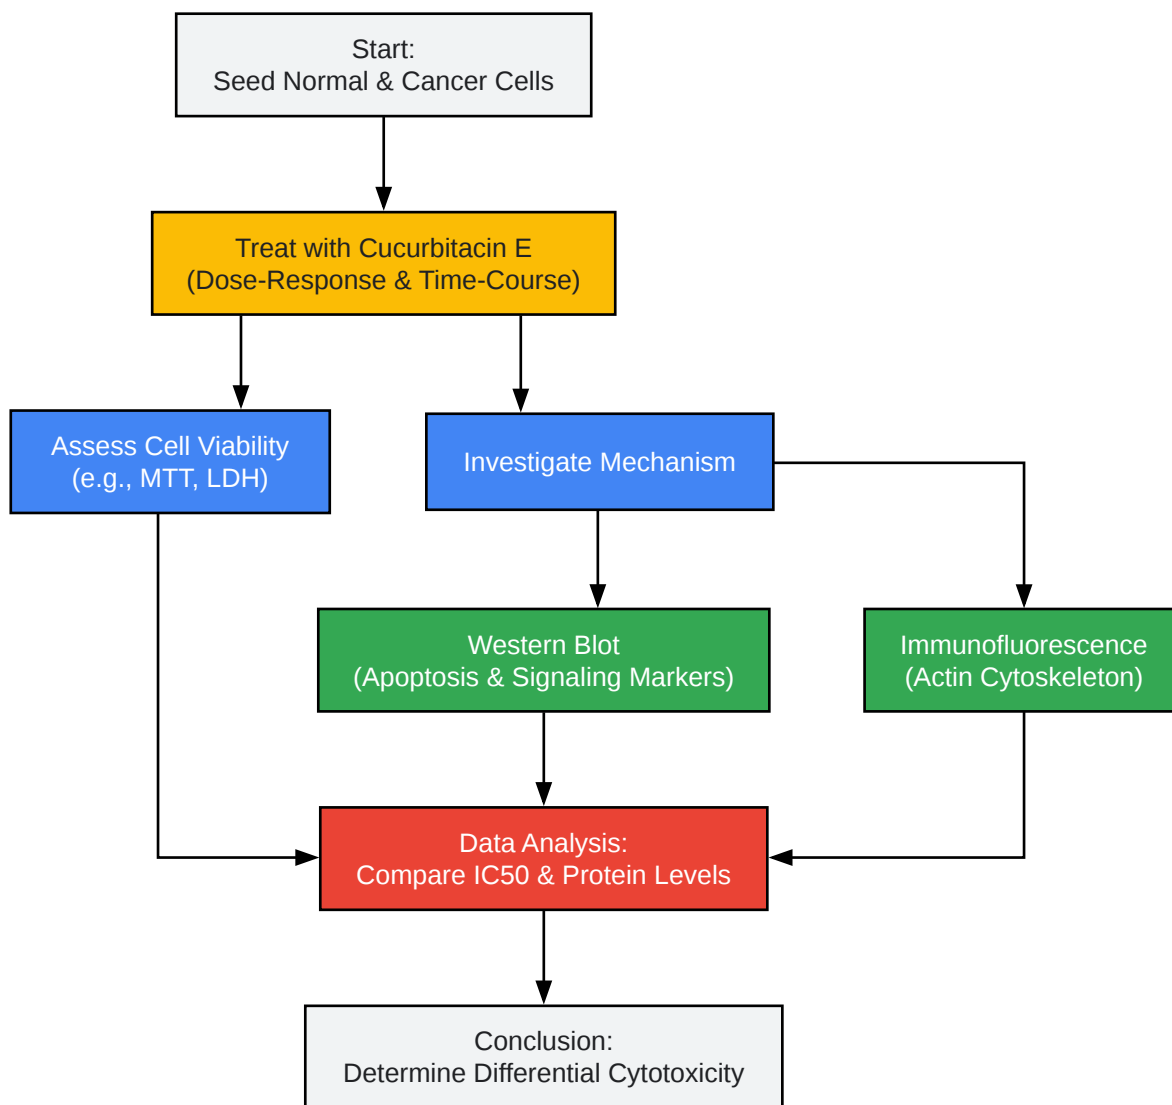 Start:
Seed Normal & Cancer Cells
Treat with Cucurbitacin E
(Dose-Response & Time-Course)
Assess Cell Viability
(e.g., MTT, LDH)
Investigate Mechanism
Western Blot
(Apoptosis & Signaling Markers)
Immunofluorescence
(Actin Cytoskeleton)
Data Analysis:
Compare IC50 & Protein Levels
Conclusion:
Determine Differential Cytotoxicity